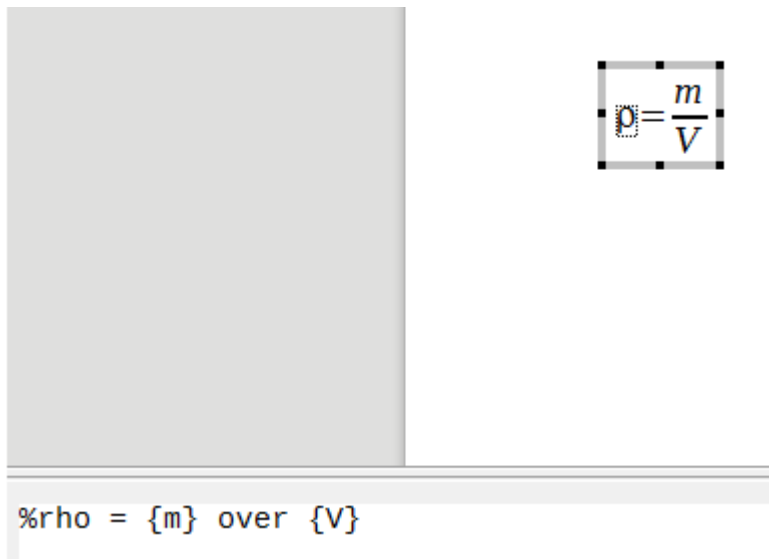 ρ=m/V
%rho = {m} over {V}